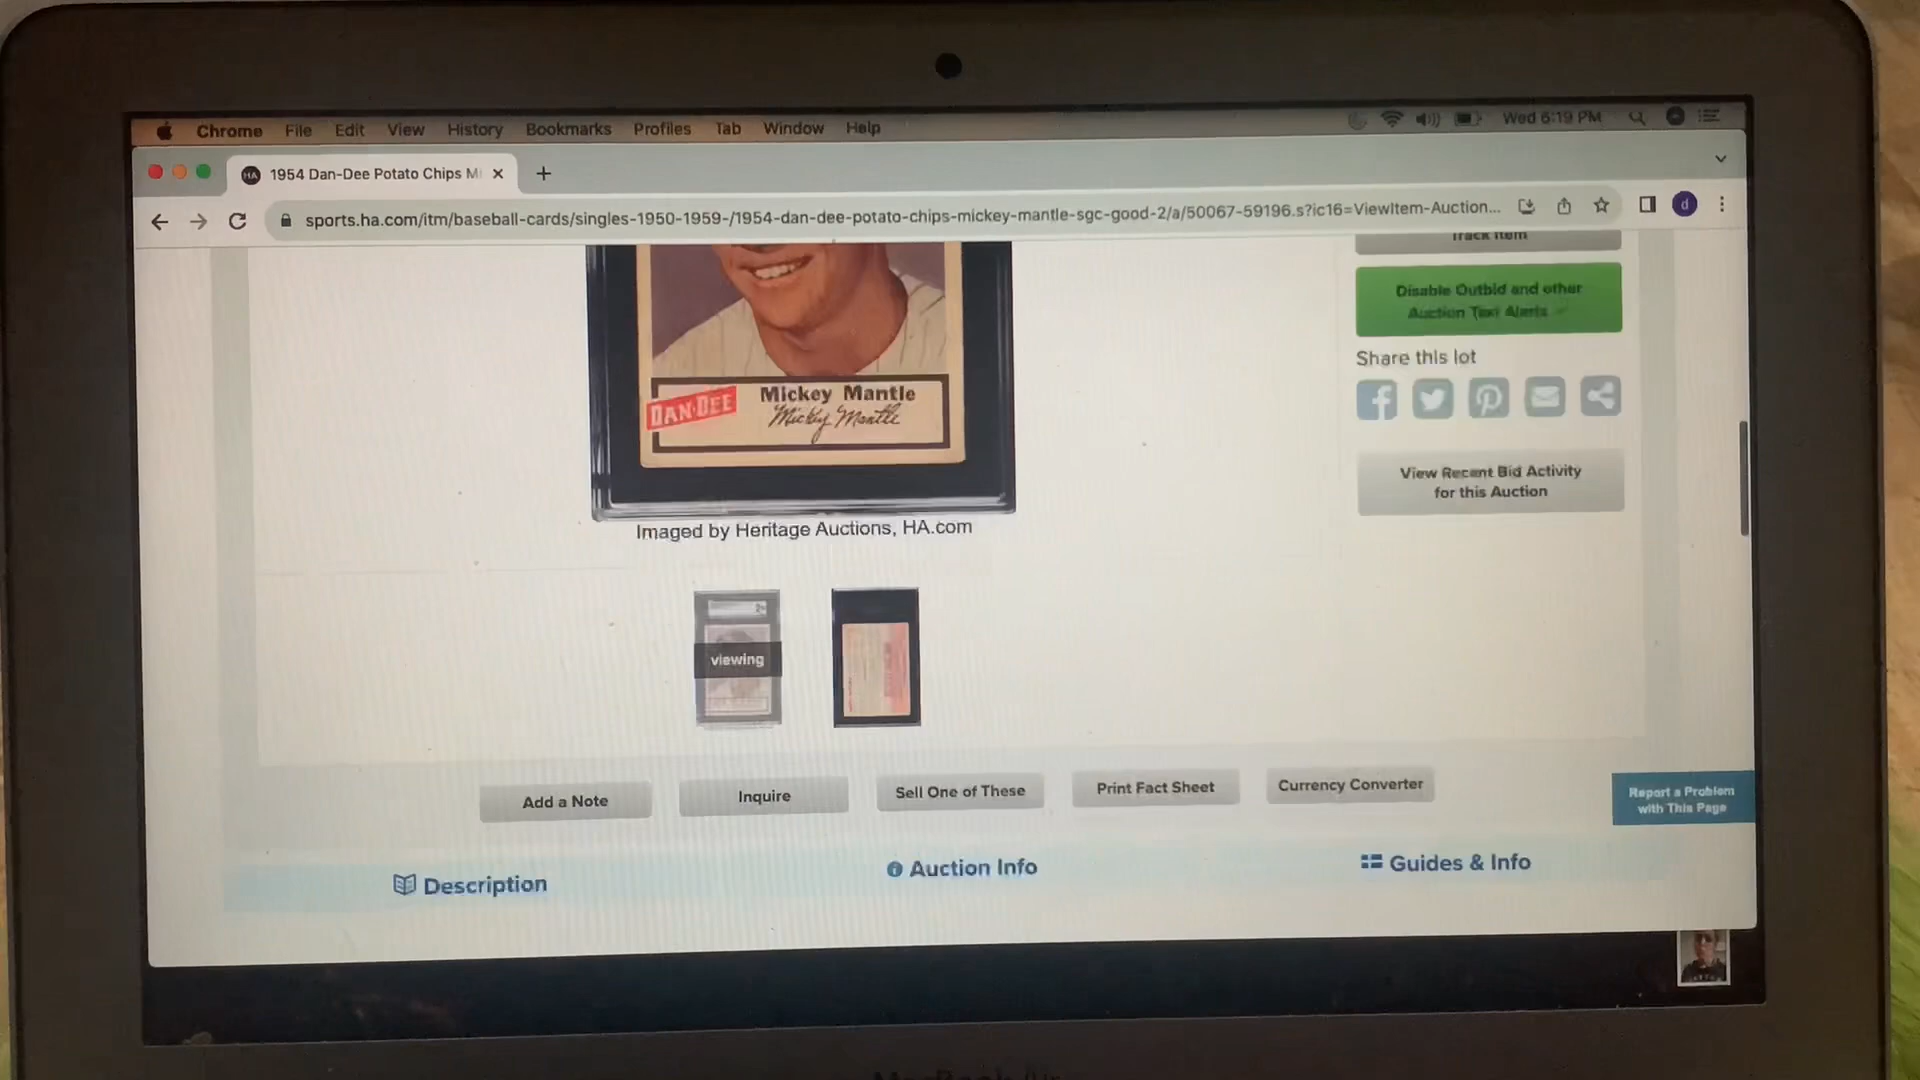 Chrome File Edit View History Bookmarks Profiles Tab Window Help Wed 6:19 PM
HA 1954 Dan-Dee Potato Chips M
sports.ha.com/itm/baseball-cards/singles-1950-1959-/1954-dan-dee-potato-chips-mickey-mantle-sgc-good-2/a/50067-59196.s?ic16=ViewItem-Auction... d
Track Item
Disable Outbid and other
Auction Text Alerts
Share this lot
DAN-DEE
Mickey Mantle
Mickey Mantle
View Recent Bid Activity
for this Auction
Imaged by Heritage Auctions, HA.com
viewing
Add a Note Inquire Sell One of These Print Fact Sheet Currency Converter
Report a Problem
with This Page
Description Auction Info Guides & Info